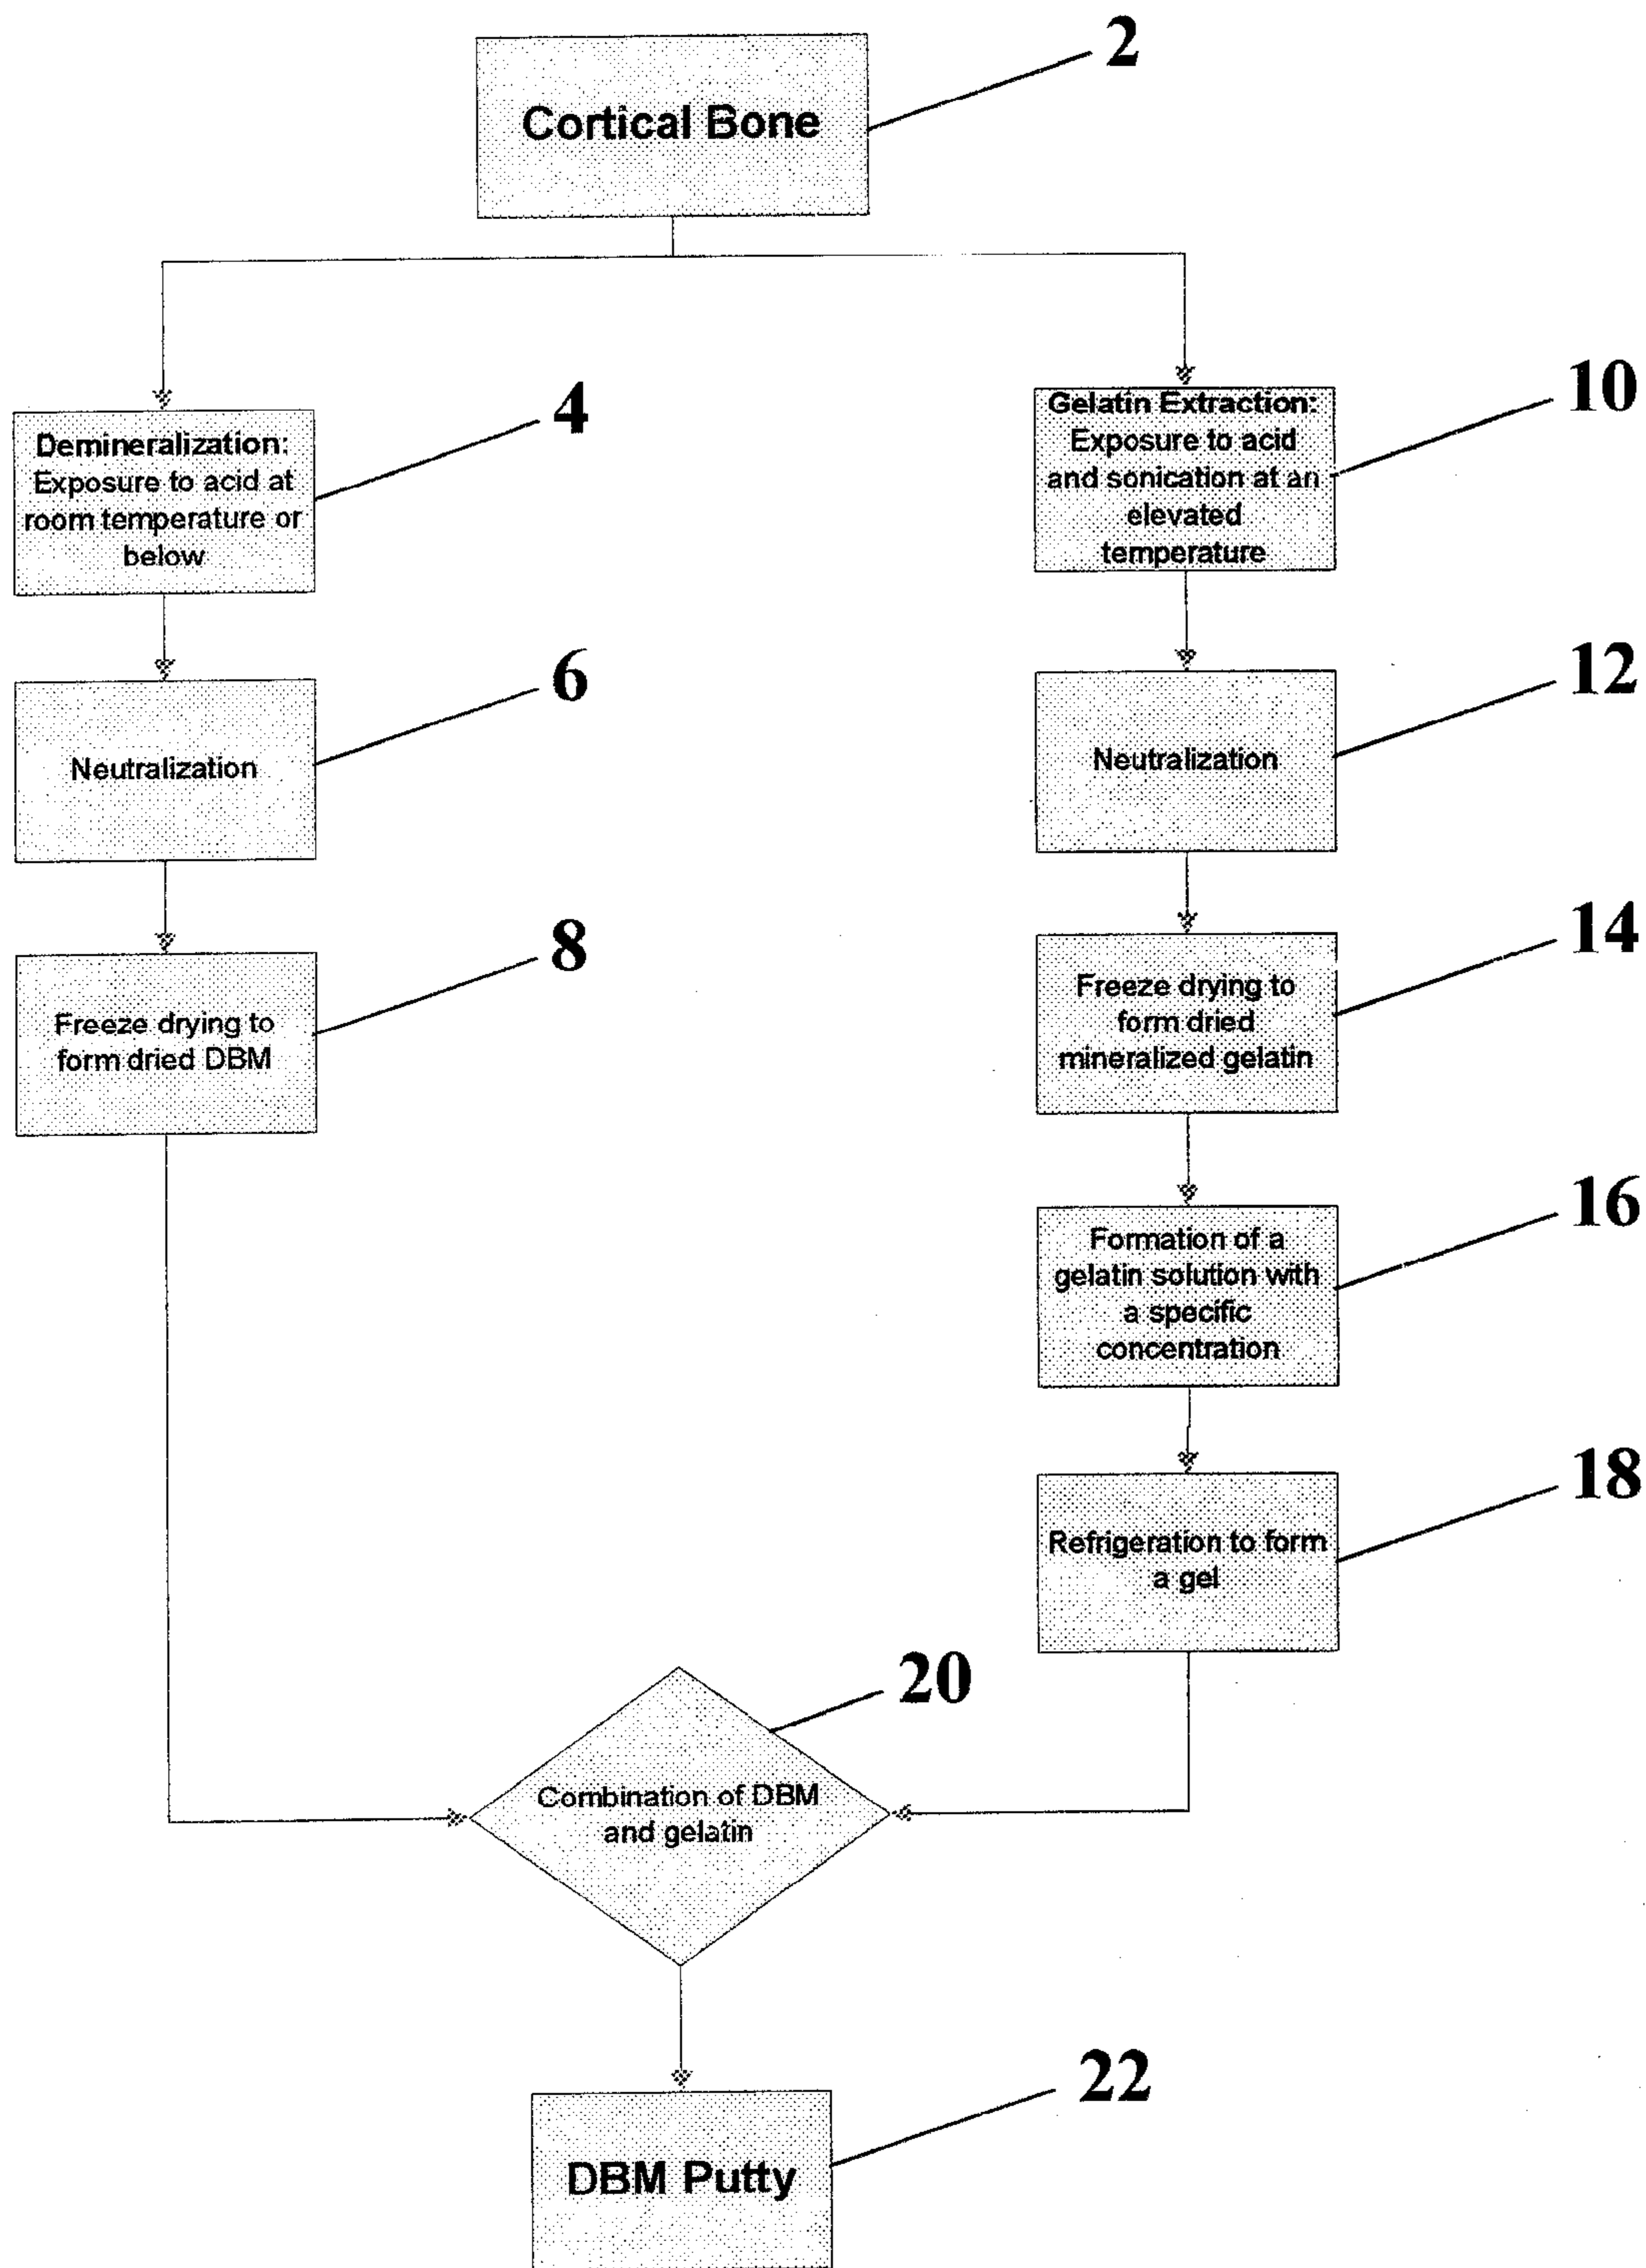 2
Cortical Bone
4
Demineralization:
Exposure to acid at
room temperature or
below
10
Gelatin Extraction:
Exposure to acid
and sonication at an
elevated
temperature
6
Neutralization
12
Neutralization
8
Freeze drying to
form dried DBM
14
Freeze drying to
form dried
mineralized gelatin
16
Formation of a
gelatin solution with
a specific
concentration
18
Refrigeration to form
a gel
20
Combination of DBM
and gelatin
22
DBM Putty